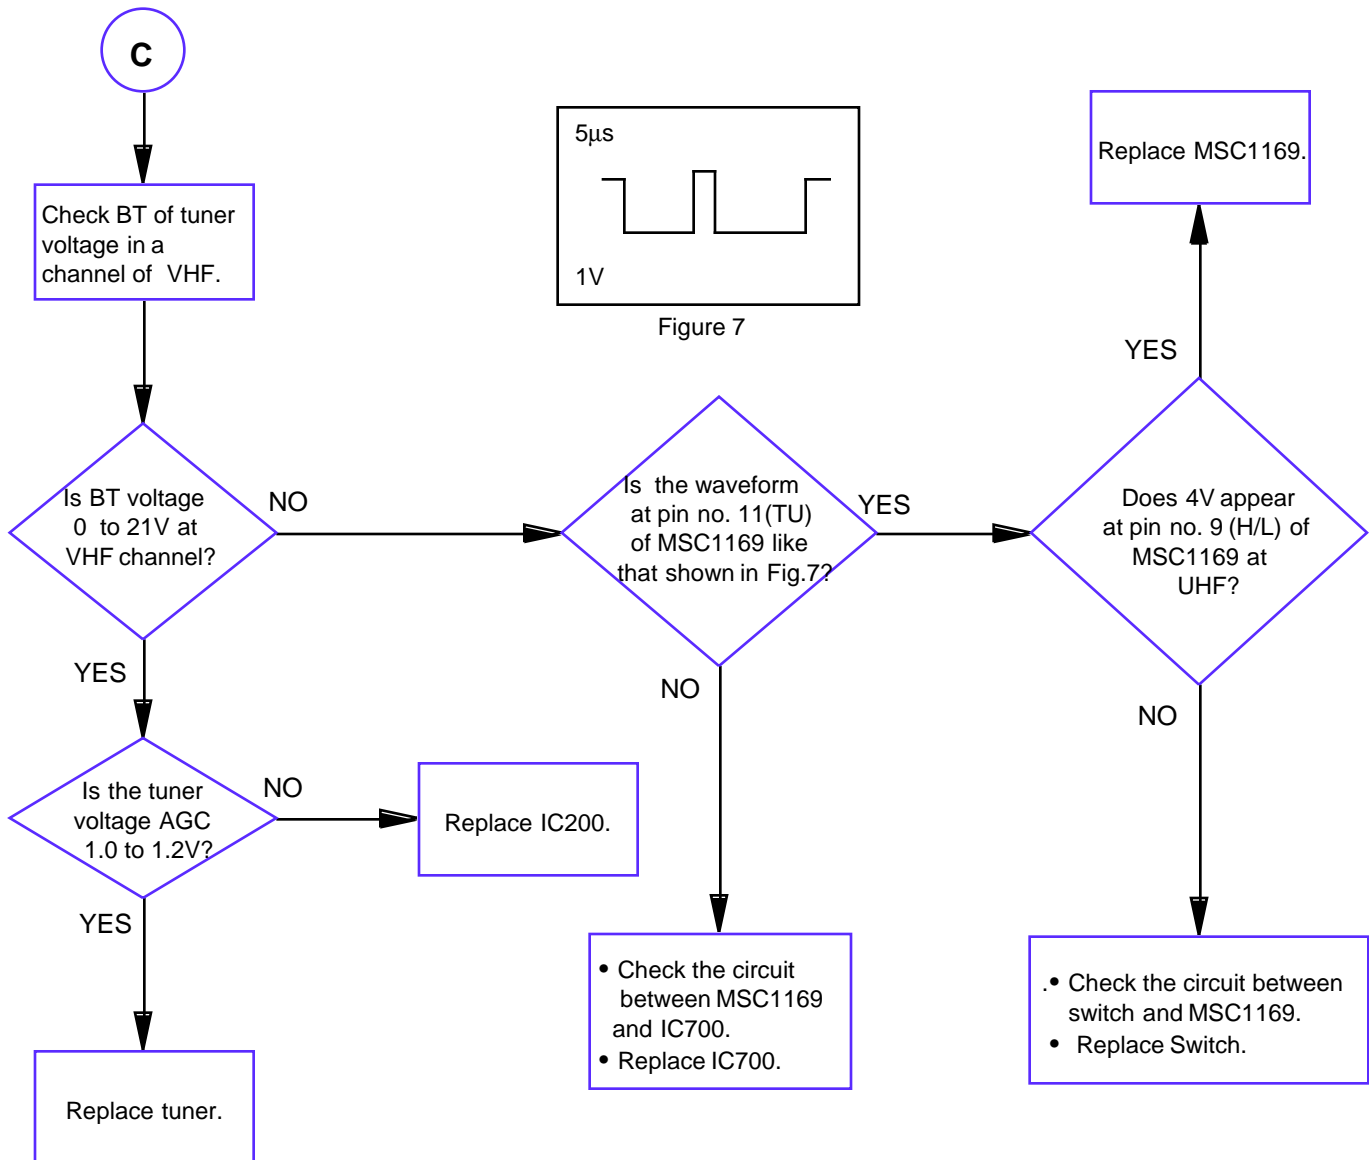 C
Check BT of tuner
voltage in a
channel of VHF.
5μs
1V
Figure 7
Replace MSC1169.
YES
Is BT voltage
0 to 21V at
VHF channel?
NO
Is the waveform
at pin no. 11(TU)
of MSC1169 like
that shown in Fig.7?
YES
Does 4V appear
at pin no. 9 (H/L) of
MSC1169 at
UHF?
YES
NO
NO
Is the tuner
voltage AGC
1.0 to 1.2V?
NO
Replace IC200.
YES
• Check the circuit
between MSC1169
and IC700.
• Replace IC700.
.• Check the circuit between
switch and MSC1169.
• Replace Switch.
Replace tuner.